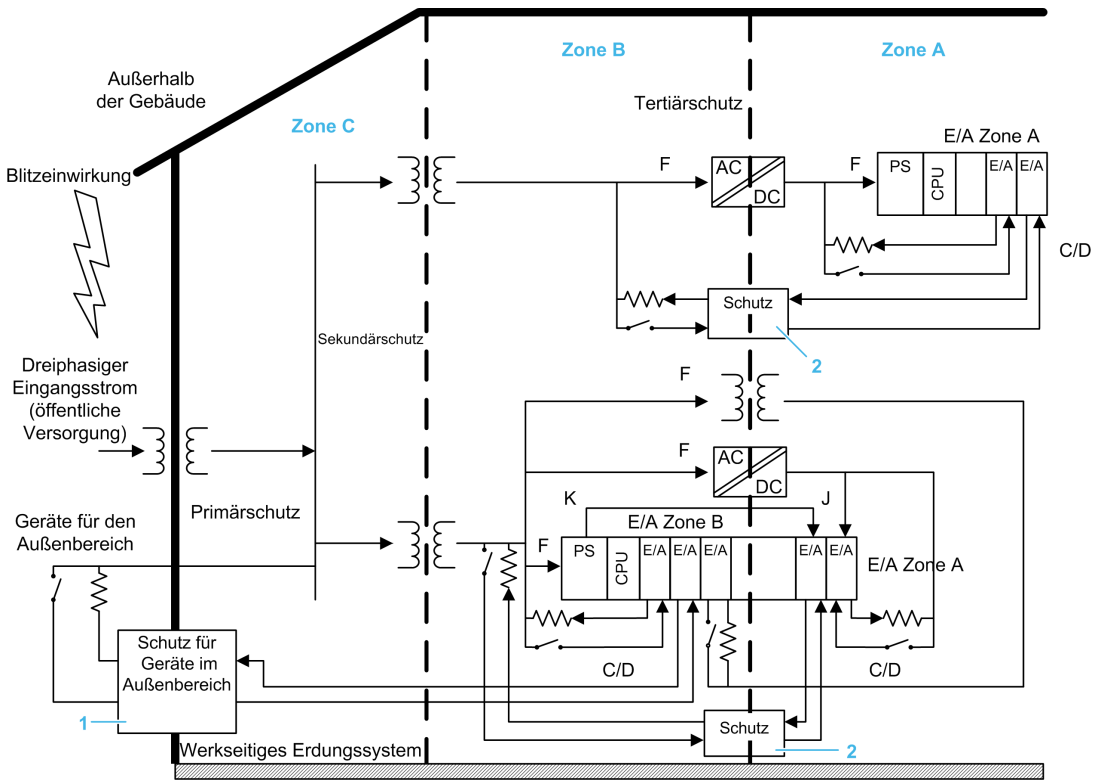 Zone B
Zone A
Außerhalb
der Gebäude
Zone C
Tertiärschutz
E/A Zone A
Blitzeinwirkung
F
AC
DC
F
PS
CPU
E/A
E/A
C/D
Schutz
2
Sekundärschutz
Dreiphasiger
Eingangsstrom
(öffentliche
Versorgung)
F
F
AC
DC
K
J
Primärschutz
Geräte für den
Außenbereich
E/A Zone B
F
PS
CPU
E/A
E/A
E/A
E/A
E/A
E/A Zone A
Schutz für
Geräte im
Außenbereich
C/D
C/D
1
Schutz
2
Werkseitiges Erdungssystem